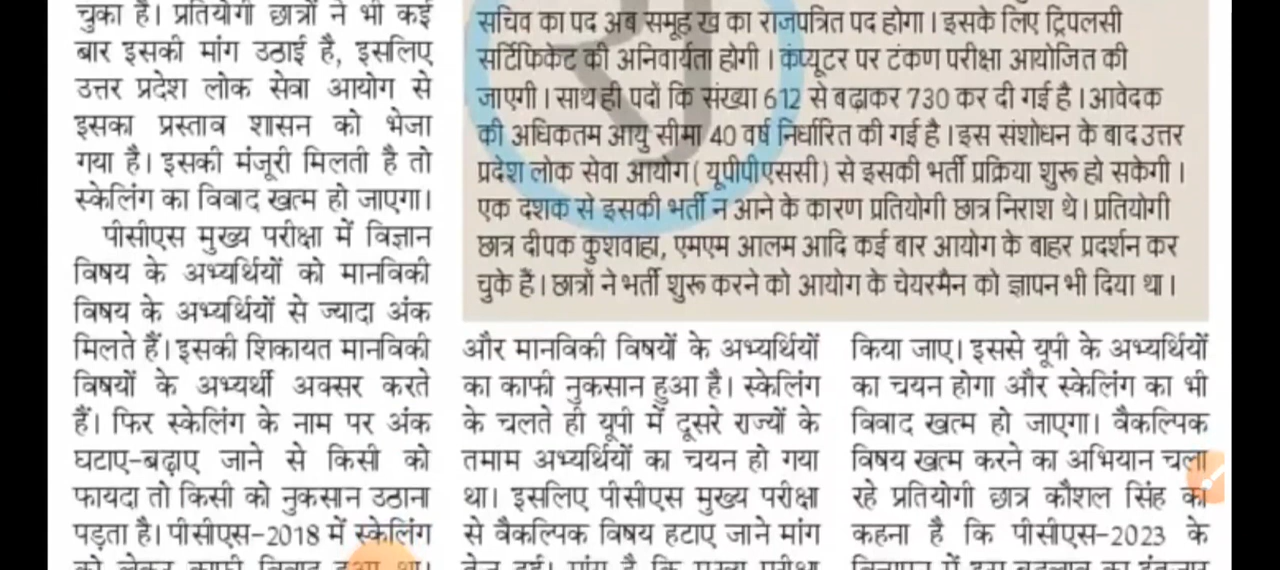 चुका है। प्रतियोगी छात्रों ने भी कई
बार इसकी मांग उठाई है, इसलिए
उत्तर प्रदेश लोक सेवा आयोग से
इसका प्रस्ताव शासन को भेजा
गया है। इसकी मंजूरी मिलती है तो
स्केलिंग का विवाद खत्म हो जाएगा।
पीसीएस मुख्य परीक्षा में विज्ञान
विषय के अभ्यर्थियों को मानविकी
विषय के अभ्यर्थियों से ज्यादा अंक
मिलते हैं। इसकी शिकायत मानविकी
विषयों के अभ्यर्थी अक्सर करते
हैं। फिर स्केलिंग के नाम पर अंक
घटाए-बढ़ाए जाने से किसी को
फायदा तो किसी को नुकसान उठाना
पड़ता है। पीसीएस-2018 में स्केलिंग
को लेकर काफी विवाद हुआ था।
सचिव का पद अब समूह ख का राजपत्रित पद होगा। इसके लिए ट्रिपलसी
सर्टिफिकेट की अनिवार्यता होगी। कंप्यूटर पर टंकण परीक्षा आयोजित की
जाएगी। साथ ही पदों कि संख्या 612 से बढ़ाकर 730 कर दी गई है। आवेदक
की अधिकतम आयु सीमा 40 वर्ष निर्धारित की गई है। इस संशोधन के बाद उत्तर
प्रदेश लोक सेवा आयोग (यूपीपीएससी) से इसकी भर्ती प्रक्रिया शुरू हो सकेगी।
एक दशक से इसकी भर्ती न आने के कारण प्रतियोगी छात्र निराश थे। प्रतियोगी
छात्र दीपक कुशवाहा, एमएम आलम आदि कई बार आयोग के बाहर प्रदर्शन कर
चुके हैं। छात्रों ने भर्ती शुरू करने को आयोग के चेयरमैन को ज्ञापन भी दिया था।
और मानविकी विषयों के अभ्यर्थियों
का काफी नुकसान हुआ है। स्केलिंग
के चलते ही यूपी में दूसरे राज्यों के
तमाम अभ्यर्थियों का चयन हो गया
था। इसलिए पीसीएस मुख्य परीक्षा
से वैकल्पिक विषय हटाए जाने मांग
किया जाए। इससे यूपी के अभ्यर्थियों
का चयन होगा और स्केलिंग का भी
विवाद खत्म हो जाएगा। वैकल्पिक
विषय खत्म करने का अभियान चला
रहे प्रतियोगी छात्र कौशल सिंह का
कहना है कि पीसीएस-2023 के